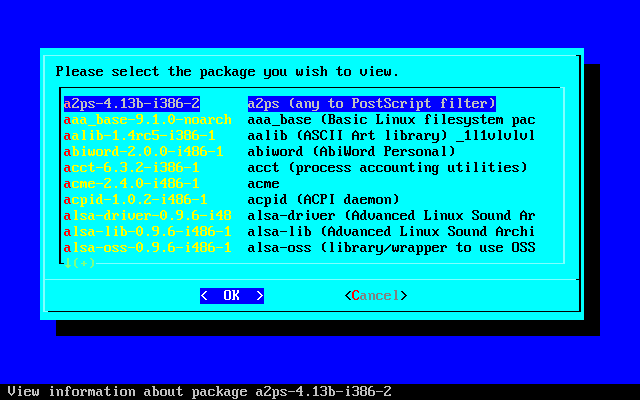 Please select the package you wish to view.
a2ps-4.13b-i386-2 a2ps (any to PostScript filter)
aaa_base-9.1.0-noarch aaa_base (Basic Linux filesystem pac
aalib-1.4rc5-i386-1 aalib (ASCII Art library) _1l1vlvlvl
abiword-2.0.0-i486-1 abiword (AbiWord Personal)
acct-6.3.2-i386-1 acct (process accounting utilities)
acme-2.4.0-i486-1 acme
acpid-1.0.2-i486-1 acpid (ACPI daemon)
alsa-driver-0.9.6-i48 alsa-driver (Advanced Linux Sound Ar
alsa-lib-0.9.6-i486-1 alsa-lib (Advanced Linux Sound Archi
alsa-oss-0.9.6-i486-1 alsa-oss (library/wrapper to use OSS
↓(+)
< OK > <Cancel>
View information about package a2ps-4.13b-i386-2